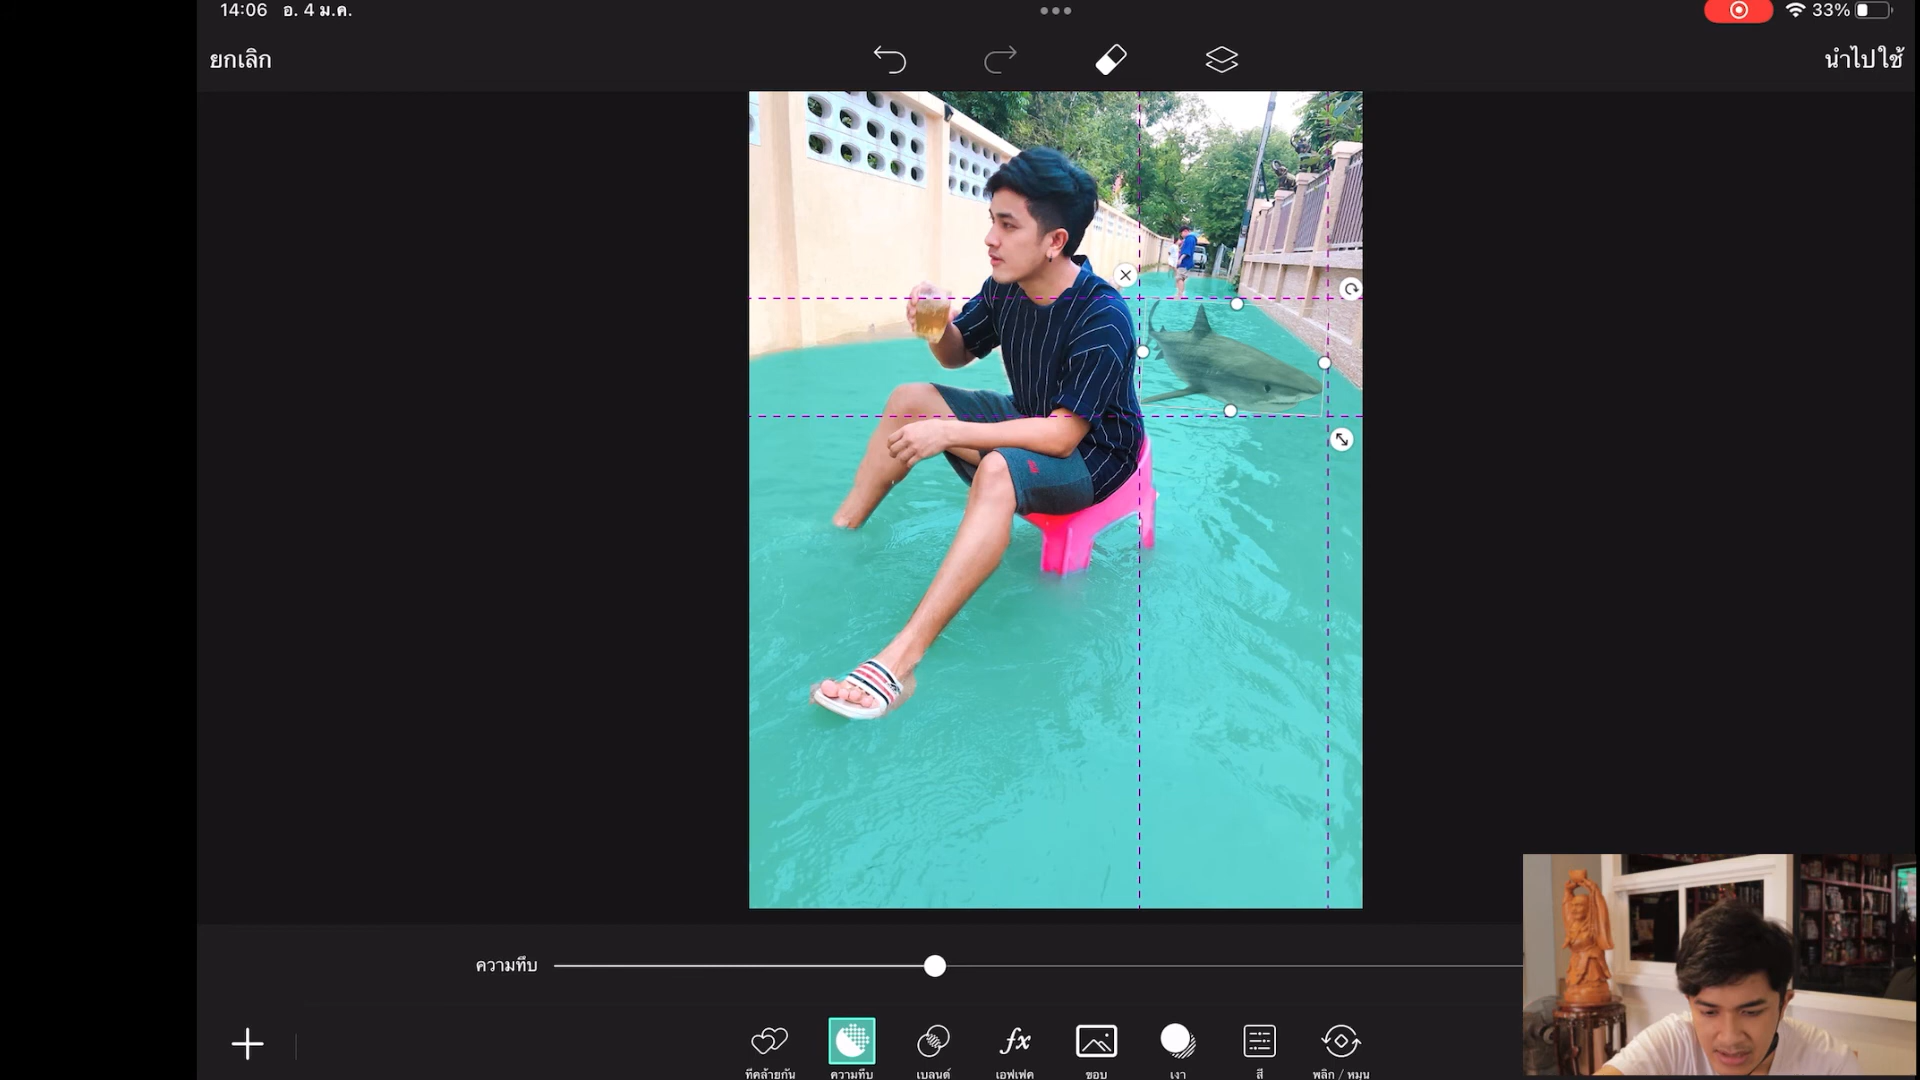 14:06 อ. 4 ม.ค.
33%
ยกเลิก
นำไปใช้
ความทึบ
ที่คล้ายกัน
ความทึบ
เบลนด์
fx
เอฟเฟค
ขอบ
เงา
สี
พลิก / หมุน